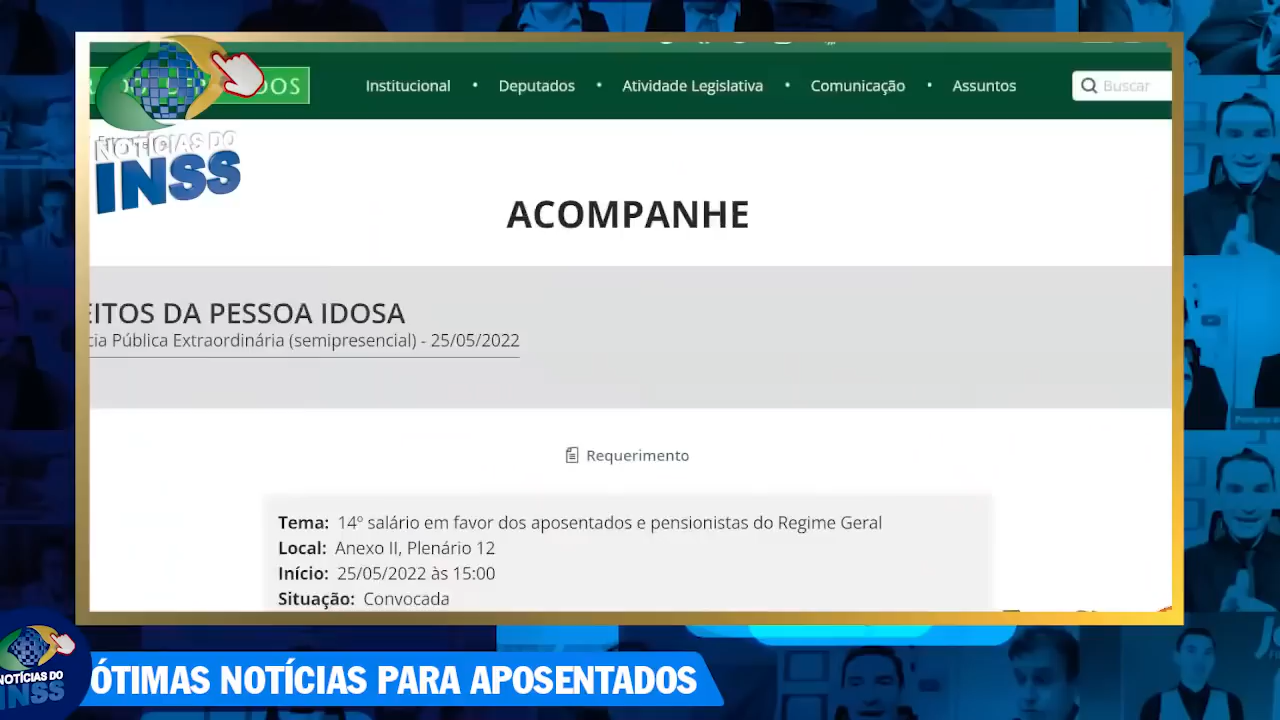 DOS
Institucional • Deputados • Atividade Legislativa • Comunicação • Assuntos
Buscar
NOTÍCIAS DO
INSS
ACOMPANHE
EITOS DA PESSOA IDOSA
cia Pública Extraordinária (semipresencial) - 25/05/2022
Requerimento
Tema: 14º salário em favor dos aposentados e pensionistas do Regime Geral
Local: Anexo II, Plenário 12
Início: 25/05/2022 às 15:00
Situação: Convocada
NOTÍCIAS DO
INSS
ÓTIMAS NOTÍCIAS PARA APOSENTADOS